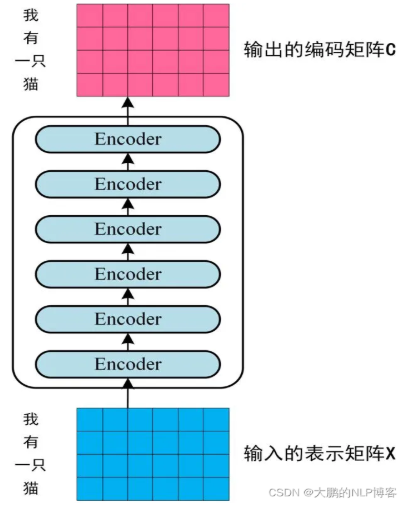 我
有
一只
猫
输出的编码矩阵C
Encoder
Encoder
Encoder
Encoder
Encoder
Encoder
我
有
一只
猫
输入的表示矩阵X
CSDN @大鹏的NLP博客